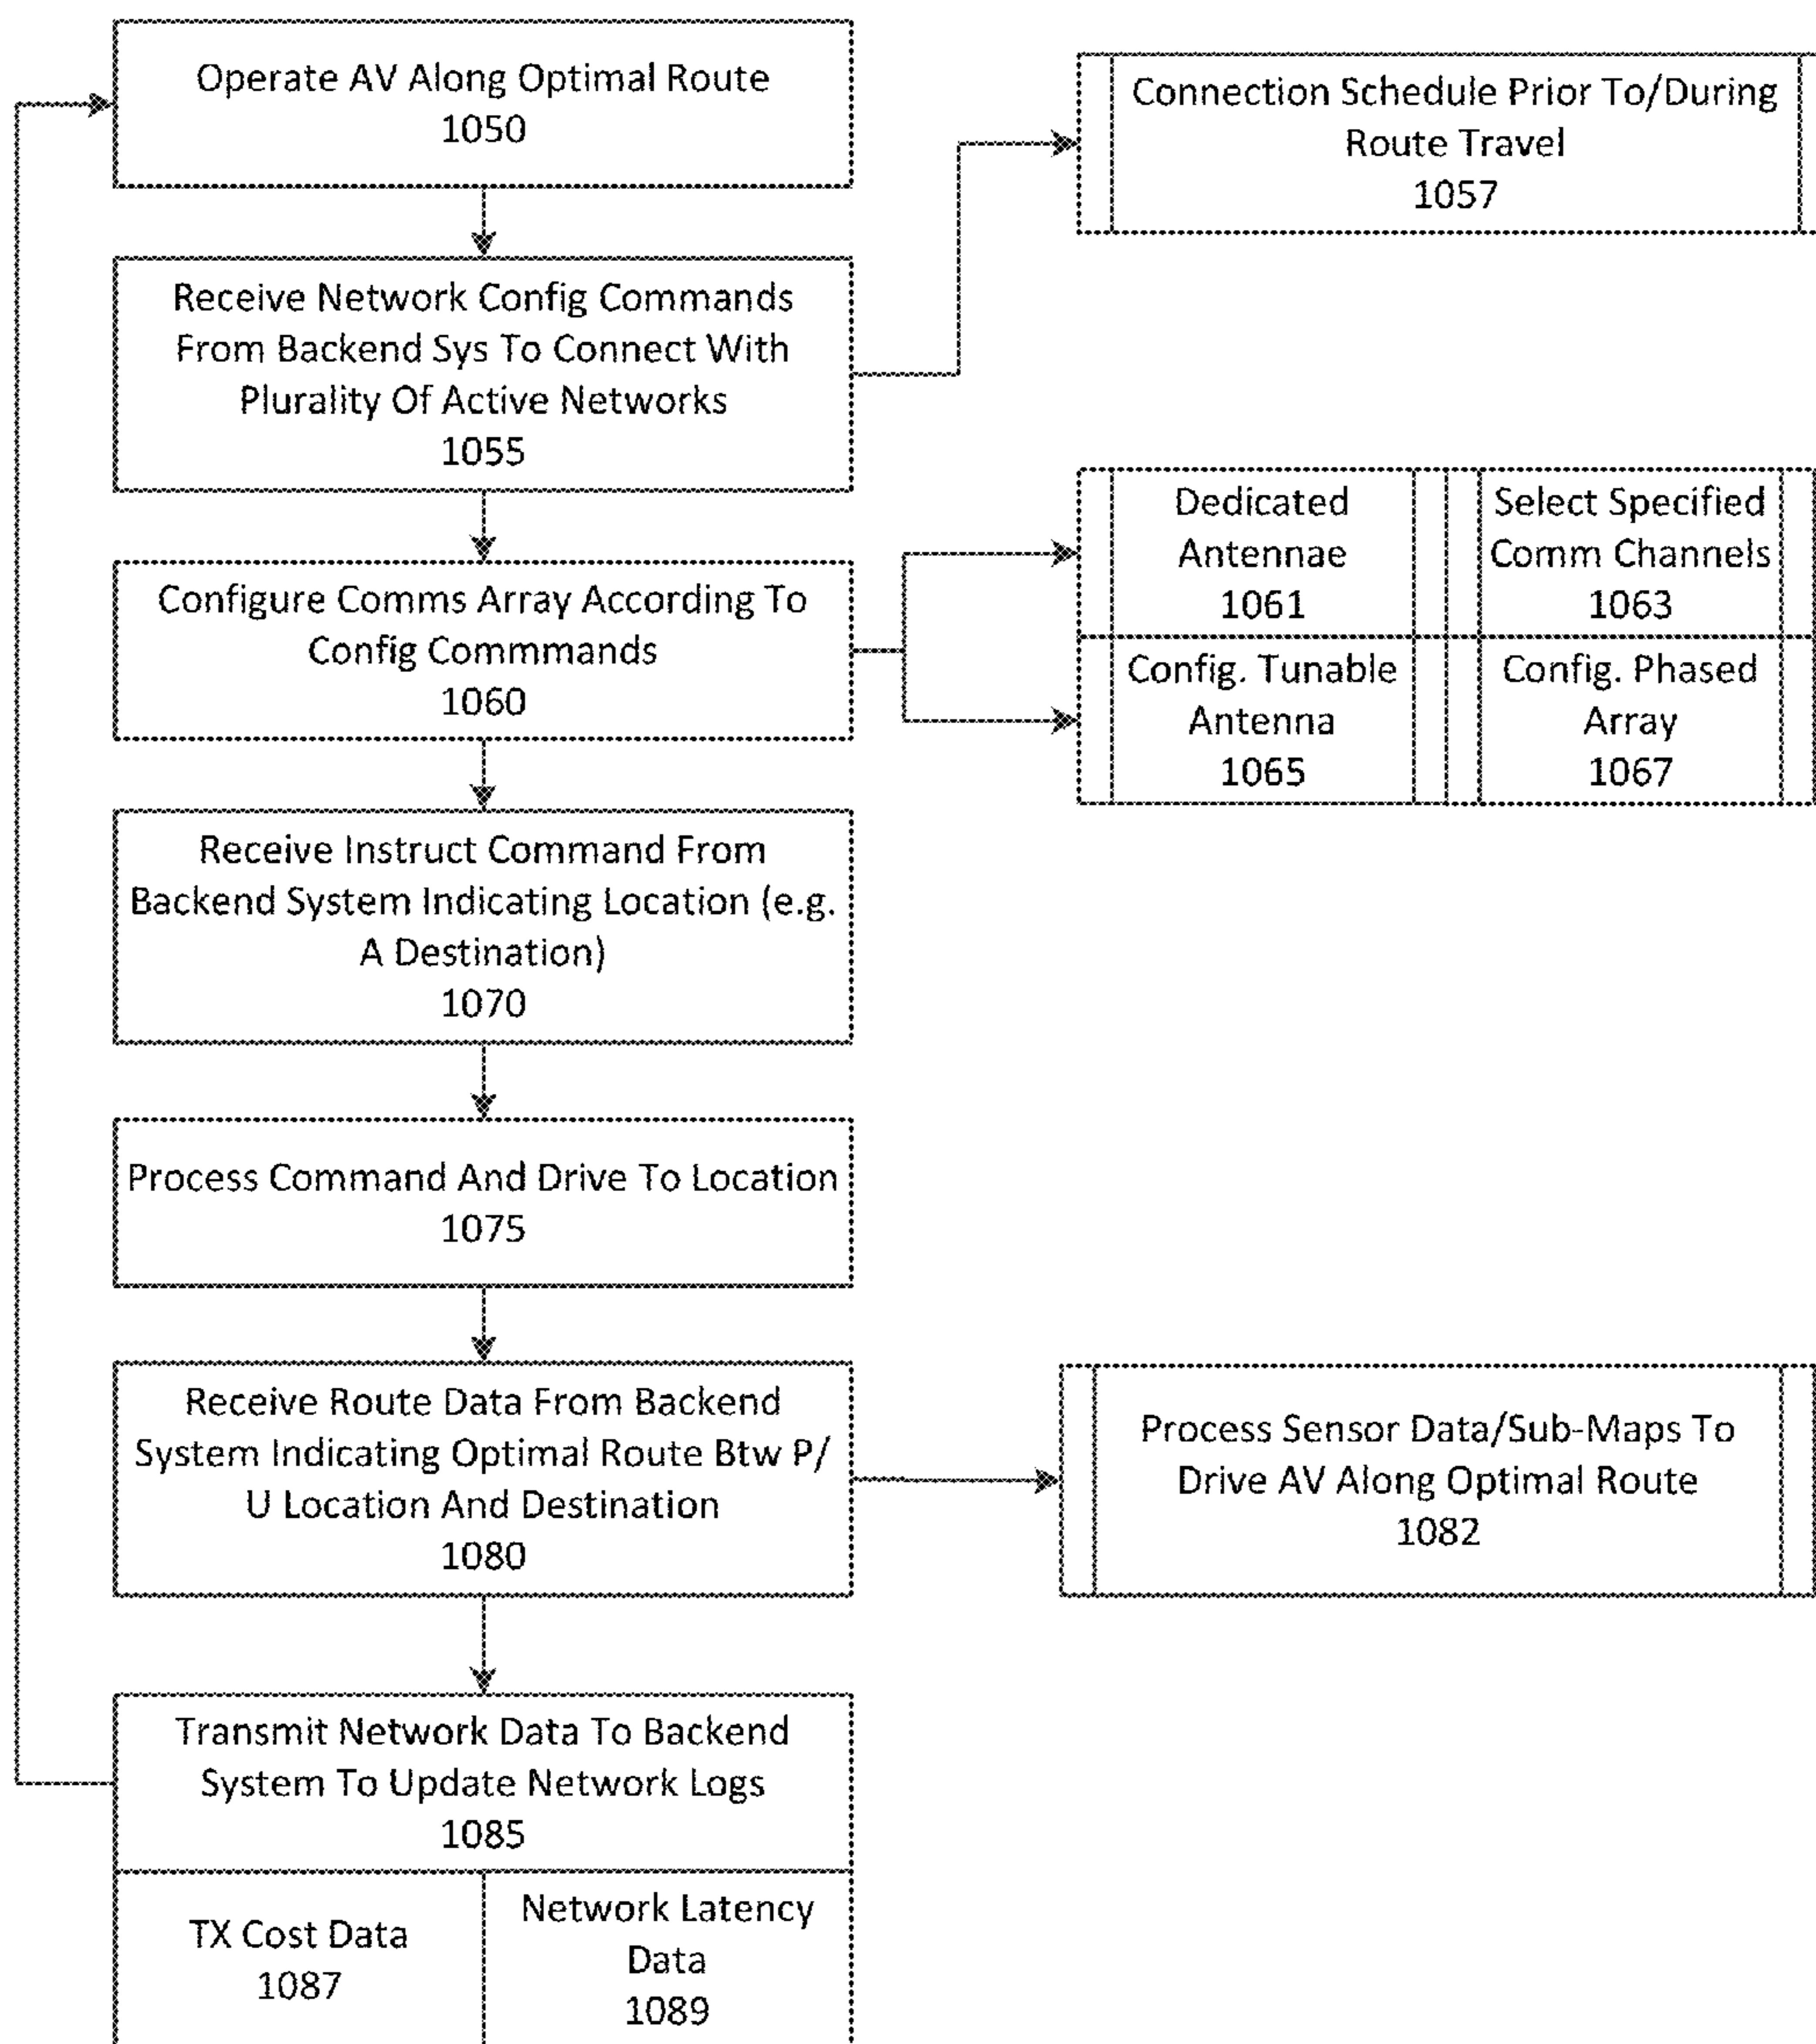 Operate AV Along Optimal Route
1050
Connection Schedule Prior To/During
Route Travel
1057
Receive Network Config Commands
From Backend Sys To Connect With
Plurality Of Active Networks
1055
Configure Comms Array According To
Config Commmands
1060
Dedicated
Antennae
1061
Select Specified
Comm Channels
1063
Config. Tunable
Antenna
1065
Config. Phased
Array
1067
Receive Instruct Command From
Backend System Indicating Location (e.g.
A Destination)
1070
Process Command And Drive To Location
1075
Receive Route Data From Backend
System Indicating Optimal Route Btw P/
U Location And Destination
1080
Process Sensor Data/Sub-Maps To
Drive AV Along Optimal Route
1082
Transmit Network Data To Backend
System To Update Network Logs
1085
TX Cost Data
1087
Network Latency
Data
1089